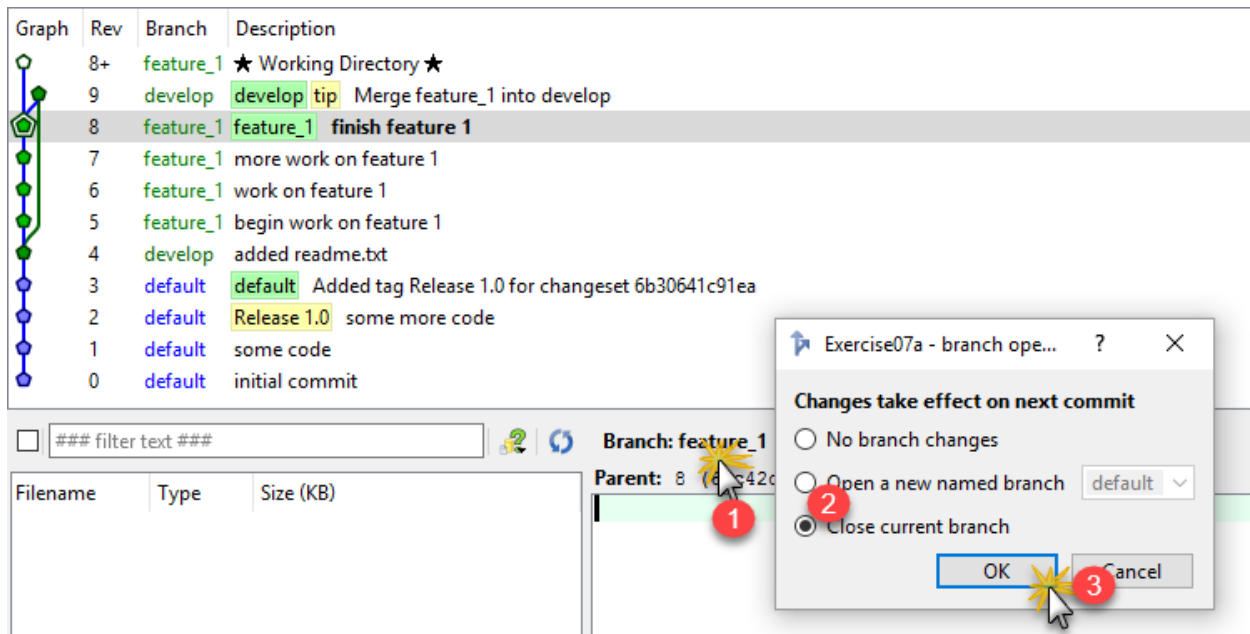 Graph Rev Branch Description
8+ feature_1 ★ Working Directory ★
9 develop develop tip Merge feature_1 into develop
8 feature_1 feature_1 finish feature 1
7 feature_1 more work on feature 1
6 feature_1 work on feature 1
5 feature_1 begin work on feature 1
4 develop added readme.txt
3 default default Added tag Release 1.0 for changeset 6b30641c91ea
2 default Release 1.0 some more code
1 default some code
0 default initial commit
### filter text ###
Filename Type Size (KB)
Branch: feature_1
Parent: 8
1
Exercise07a - branch ope... ?
Changes take effect on next commit
No branch changes
Open a new named branch default
2
Close current branch
OK Cancel
3